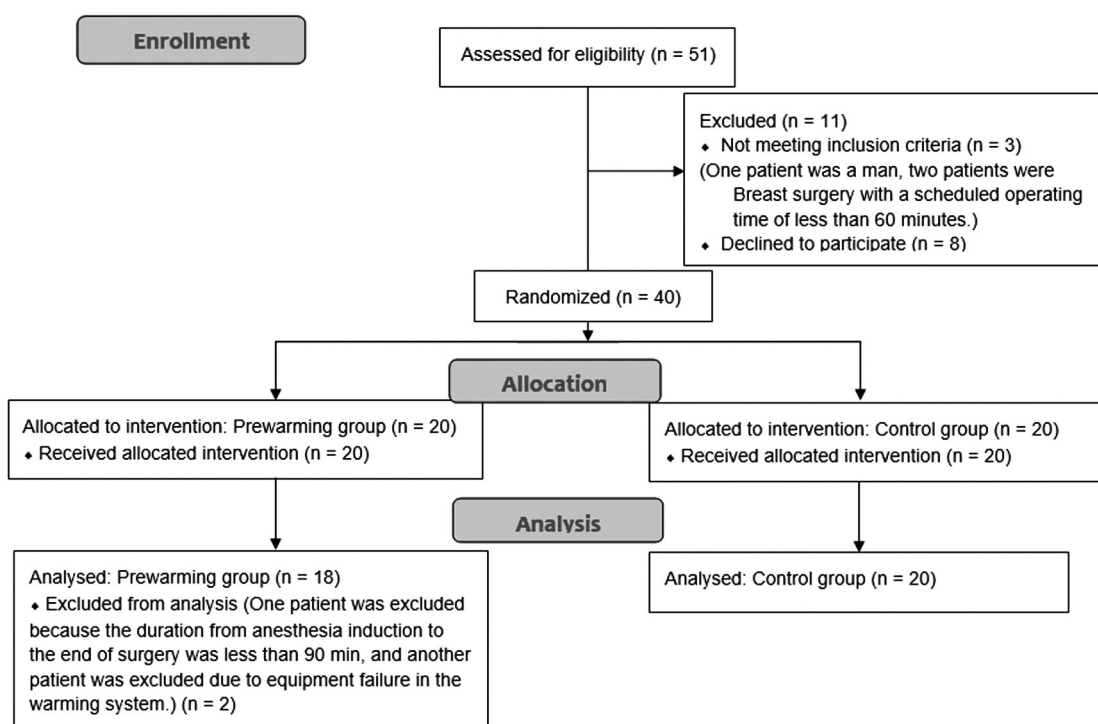 Enrollment
Assessed for eligibility (n = 51)
Excluded (n = 11)
⬥ Not meeting inclusion criteria (n = 3)
(One patient was a man, two patients were
Breast surgery with a scheduled operating
time of less than 60 minutes.)
⬥ Declined to participate (n = 8)
Randomized (n = 40)
Allocation
Allocated to intervention: Prewarming group (n = 20)
⬥ Received allocated intervention (n = 20)
Allocated to intervention: Control group (n = 20)
⬥ Received allocated intervention (n = 20)
Analysis
Analysed: Prewarming group (n = 18)
⬥ Excluded from analysis (One patient was excluded
because the duration from anesthesia induction to
the end of surgery was less than 90 min, and another
patient was excluded due to equipment failure in the
warming system.) (n = 2)
Analysed: Control group (n = 20)